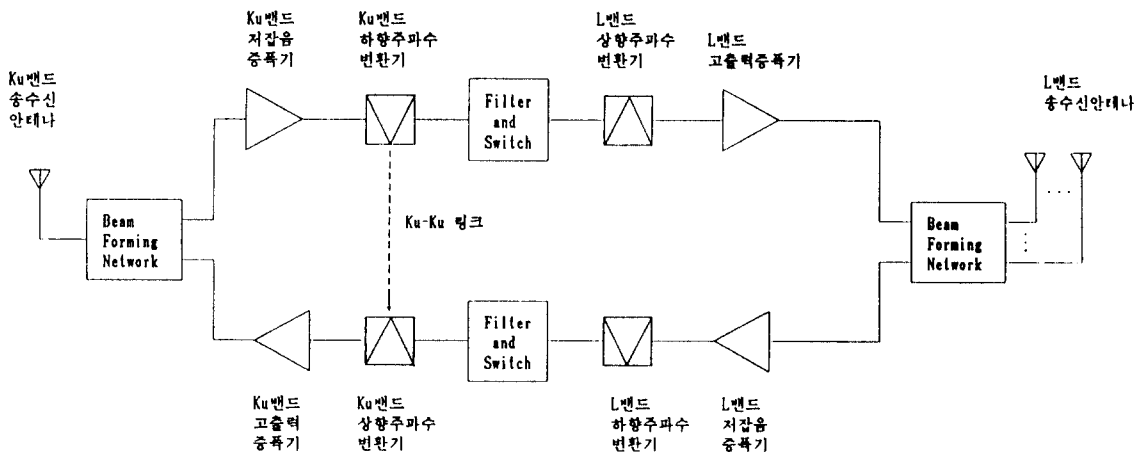 Ku밴드
저잡음
증폭기
Ku밴드
하향주파수
변환기
L밴드
상향주파수
변환기
L밴드
고출력증폭기
Ku밴드
송수신
안테나
L밴드
송수신안테나
Filter
and
Switch
Beam
Forming
Network
Ku-Ku 링크
Beam
Forming
Network
Filter
and
Switch
Ku밴드
고출력
증폭기
Ku밴드
상향주파수
변환기
L밴드
하향주파수
변환기
L밴드
저잡음
증폭기